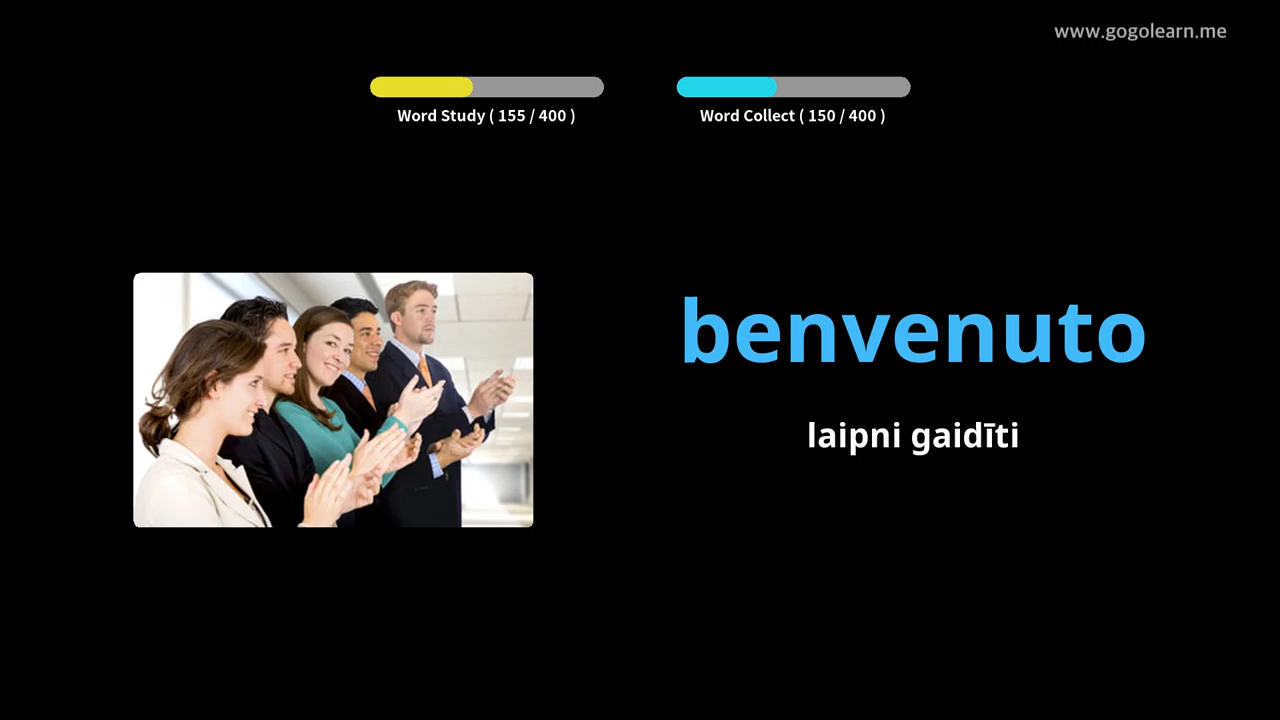 www.gogolearn.me
Word Study ( 155 / 400 )
Word Collect ( 150 / 400 )
benvenuto
laipni gaidīti